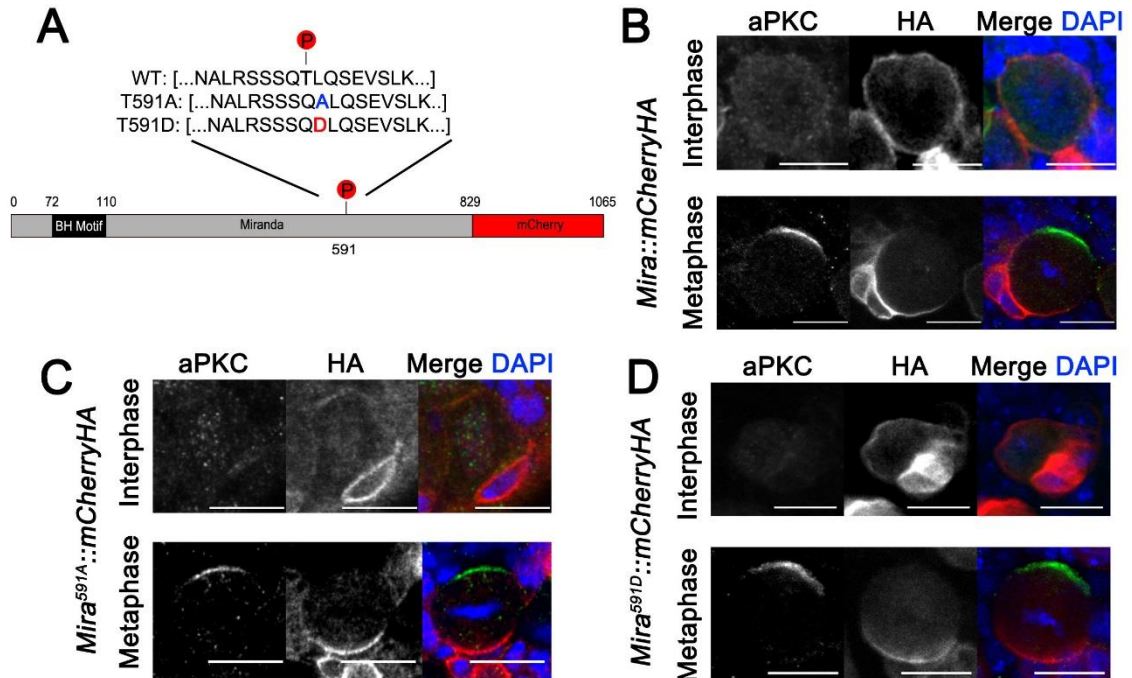 A
P
WT: [...NALRSSSQTLQSEVSLK...]
T591A: [...NALRSSSQALQSEVSLK..]
T591D: [...NALRSSSQDLQSEVSLK...]
P
0 72 110 829 1065
BH Motif Miranda mCherry
591
B
aPKC HA Merge DAPI
Mira::mCherryHA
Interphase
Metaphase
C
aPKC HA Merge DAPI
Mira591A::mCherryHA
Interphase
Metaphase
D
aPKC HA Merge DAPI
Mira591D::mCherryHA
Interphase
Metaphase